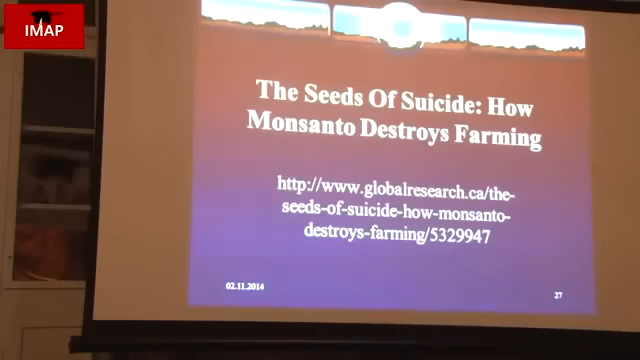 IMAP
The Seeds Of Suicide: How
Monsanto Destroys Farming
http://www.globalresearch.ca/the-
seeds-of-suicide-how-monsanto-
destroys-farming/5329947
02.11.2014
27